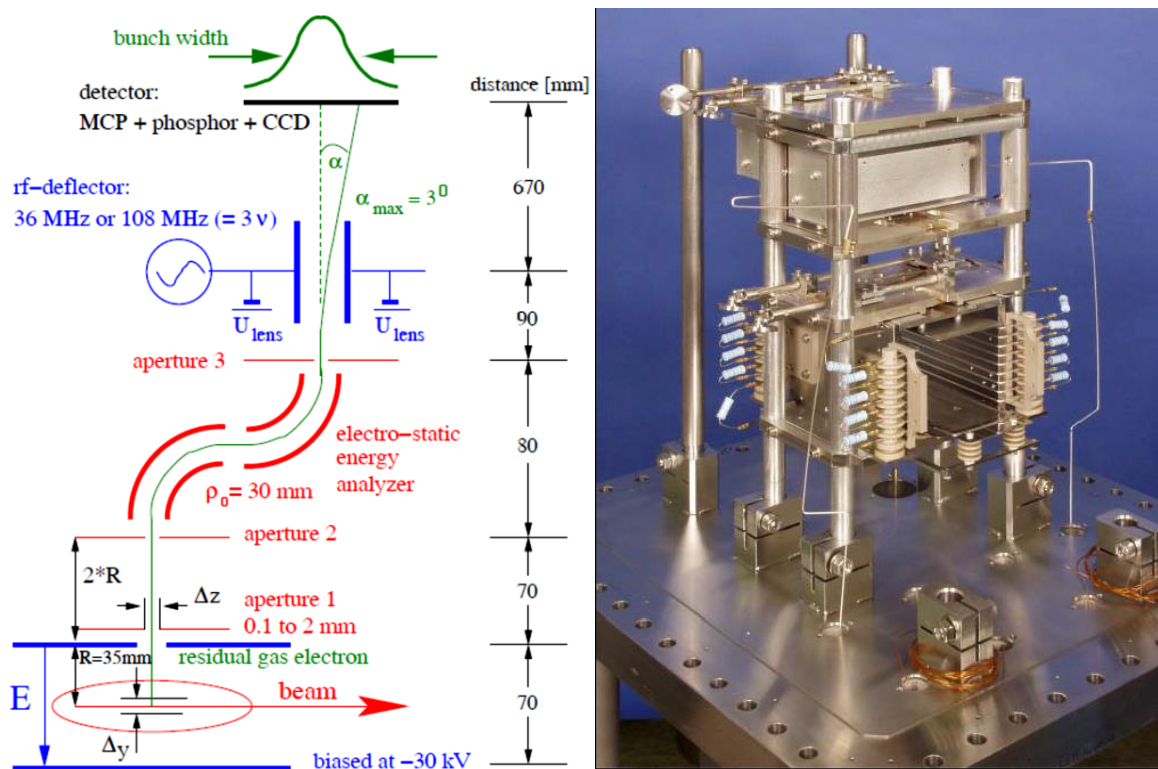 bunch width
distance [mm]
detector:
MCP + phosphor + CCD
α
rf−deflector:
α max = 3⁰
670
36 MHz or 108 MHz (= 3 ν)
U lens
U lens
90
aperture 3
electro−static
energy
analyzer
80
ρ₀ = 30 mm
aperture 2
2*R
Δz
aperture 1
0.1 to 2 mm
70
R=35mm
residual gas electron
E
beam
70
Δy
biased at −30 kV